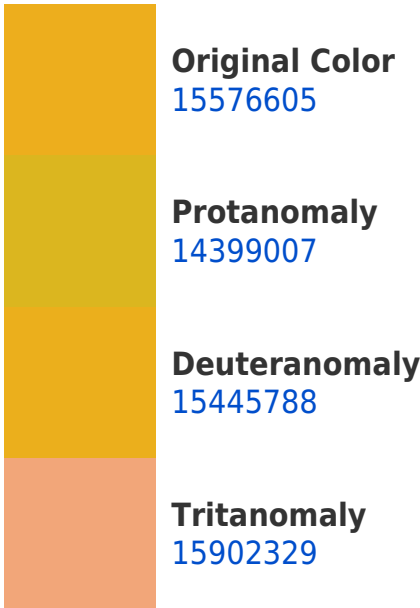 Original Color
15576605
Protanomaly
14399007
Deuteranomaly
15445788
Tritanomaly
15902329